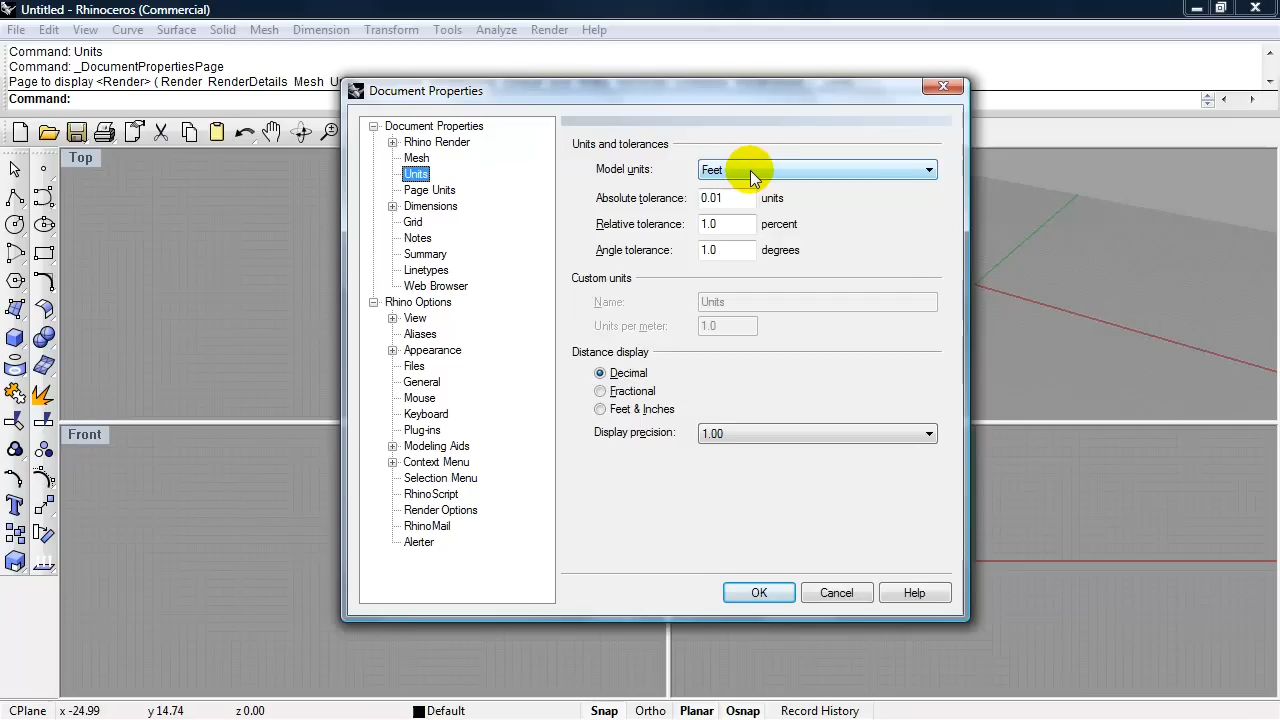 Untitled - Rhinoceros (Commercial)
File Edit View Curve Surface Solid Mesh Dimension Transform Tools Analyze Render Help
Command: Units
Command: _DocumentPropertiesPage
Page to display <Render> ( Render RenderDetails Mesh
Command:
Document Properties
Top
Front
Document Properties
Rhino Render
Mesh
Units
Page Units
Dimensions
Grid
Notes
Summary
Linetypes
Web Browser
Rhino Options
View
Aliases
Appearance
Files
General
Mouse
Keyboard
Plug-ins
Modeling Aids
Context Menu
Selection Menu
RhinoScript
Render Options
RhinoMail
Alerter
Units and tolerances
Model units: Feet
Absolute tolerance: 0.01 units
Relative tolerance: 1.0 percent
Angle tolerance: 1.0 degrees
Custom units
Name: Units
Units per meter: 1.0
Distance display
Decimal
Fractional
Feet & Inches
Display precision: 1.00
OK Cancel Help
CPlane x -24.99 y 14.74 z 0.00 Default Snap Ortho Planar Osnap Record History